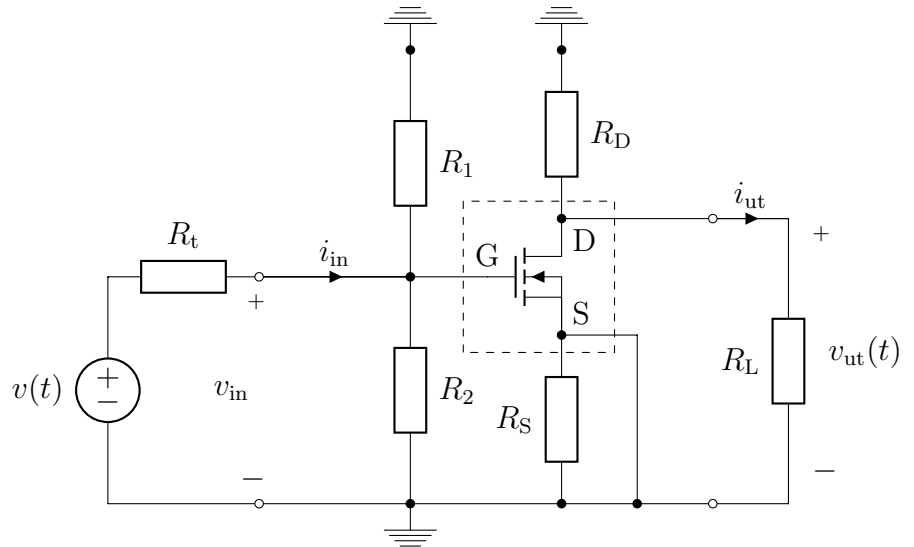 R_D
R_1
i_ut
R_t
i_in
G
D
+
+
S
v(t)
+
−
v_in
R_2
R_S
R_L
v_ut(t)
−
−